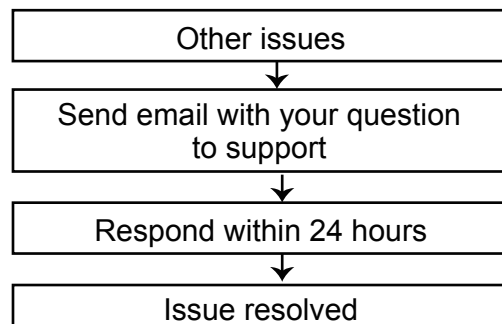 Other issues
Send email with your question
to support
Respond within 24 hours
Issue resolved